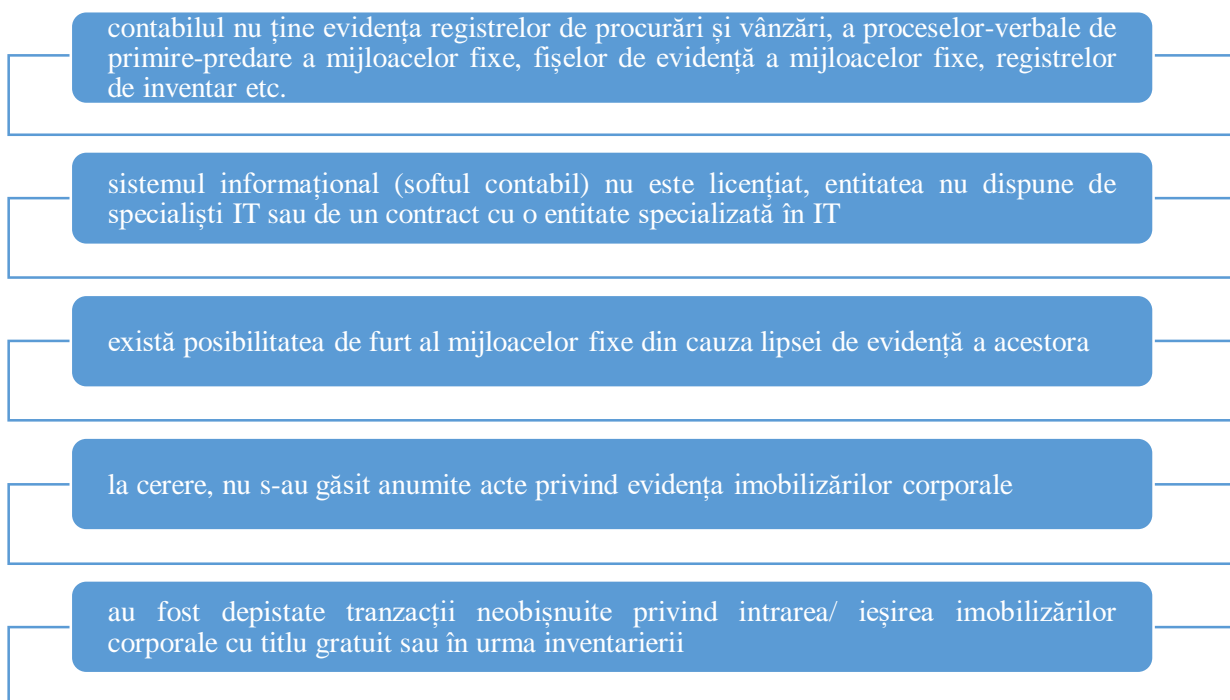 contabilul nu ține evidența registrelor de procurări și vânzări, a proceselor-verbale de
primire-predare a mijloacelor fixe, fișelor de evidență a mijloacelor fixe, registrelor
de inventar etc.
sistemul informațional (softul contabil) nu este licențiat, entitatea nu dispune de
specialiști IT sau de un contract cu o entitate specializată în IT
există posibilitatea de furt al mijloacelor fixe din cauza lipsei de evidență a acestora
la cerere, nu s-au găsit anumite acte privind evidența imobilizărilor corporale
au fost depistate tranzacții neobișnuite privind intrarea/ ieșirea imobilizărilor
corporale cu titlu gratuit sau în urma inventarierii